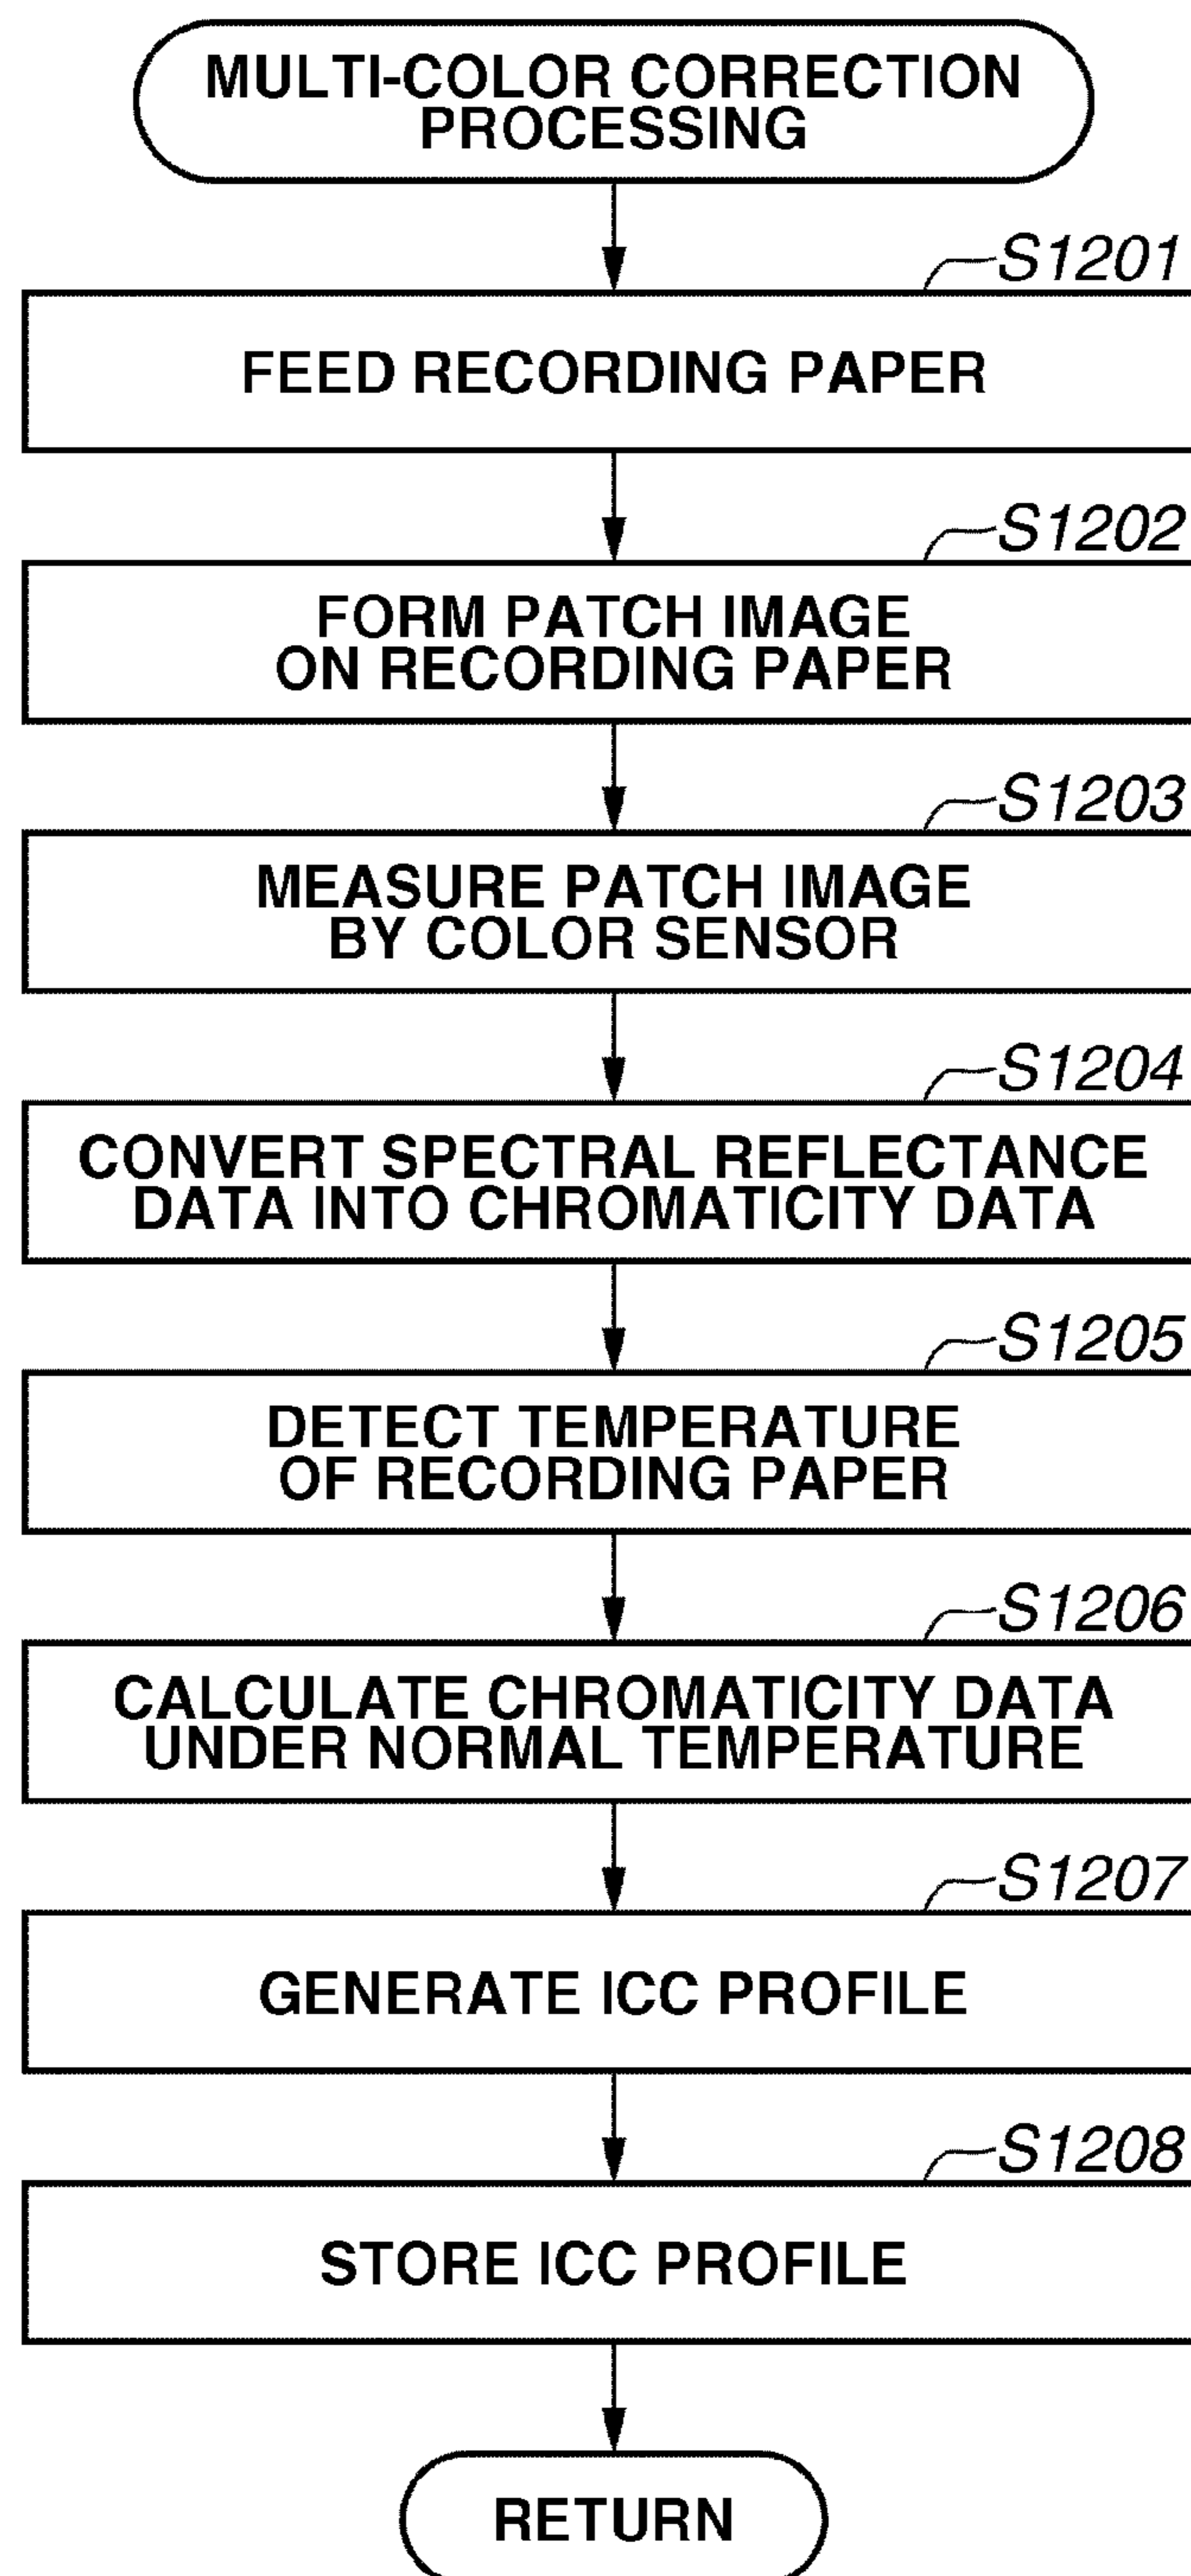 MULTI-COLOR CORRECTION
PROCESSING
S1201
FEED RECORDING PAPER
S1202
FORM PATCH IMAGE
ON RECORDING PAPER
S1203
MEASURE PATCH IMAGE
BY COLOR SENSOR
S1204
CONVERT SPECTRAL REFLECTANCE
DATA INTO CHROMATICITY DATA
S1205
DETECT TEMPERATURE
OF RECORDING PAPER
S1206
CALCULATE CHROMATICITY DATA
UNDER NORMAL TEMPERATURE
S1207
GENERATE ICC PROFILE
S1208
STORE ICC PROFILE
RETURN